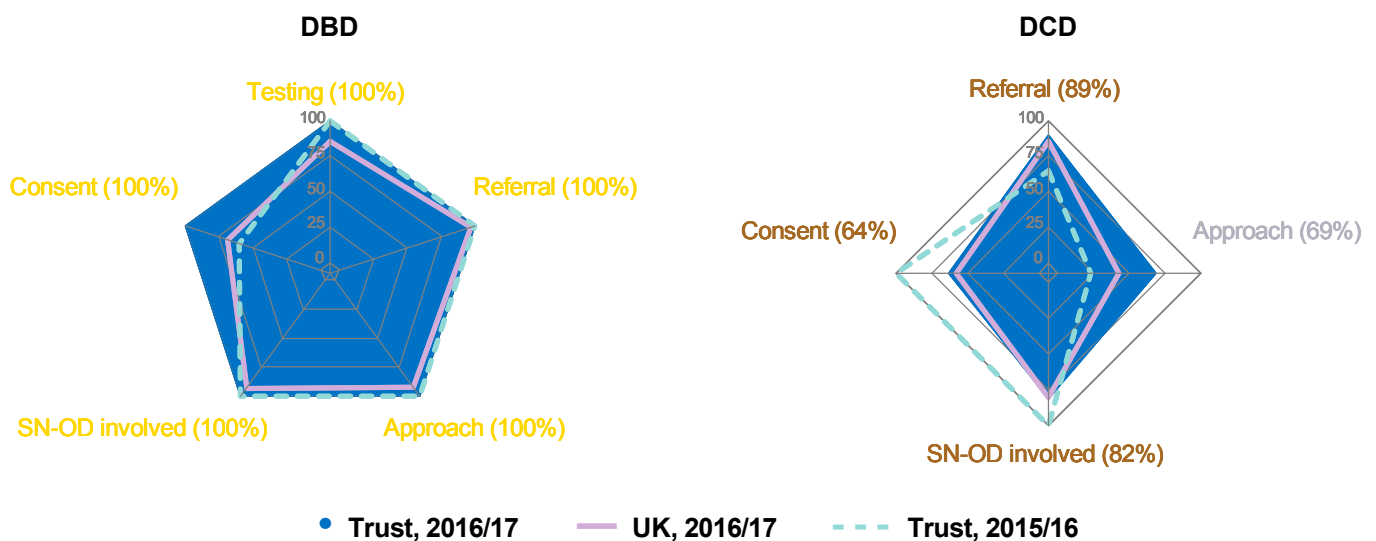 DBD
Testing (100%)
100
75
50
25
0
Consent (100%)
Referral (100%)
SN-OD involved (100%)
Approach (100%)
DCD
Referral (89%)
100
75
50
25
0
Consent (64%)
Approach (69%)
SN-OD involved (82%)
Trust, 2016/17
UK, 2016/17
Trust, 2015/16